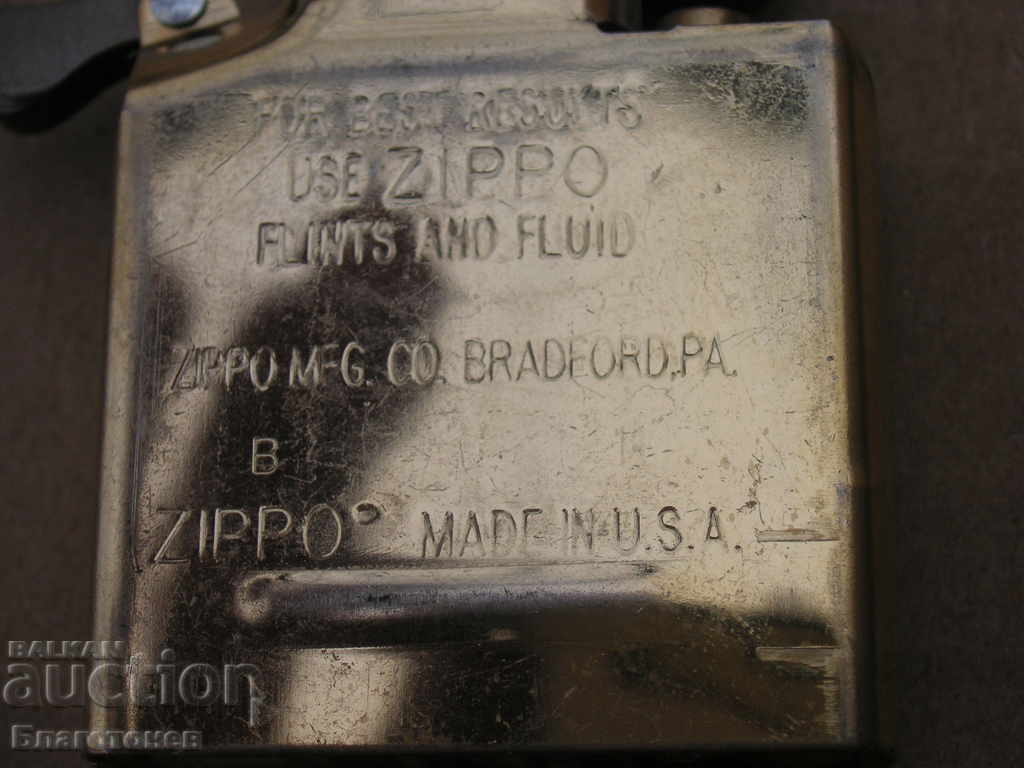 FOR BEST RESULTS
USE ZIPPO
FLINTS AND FLUID
ZIPPO MFG. CO. BRADFORD, PA.
B
ZIPPO® MADE IN U.S.A.
BALKAN
auction
Благотонев